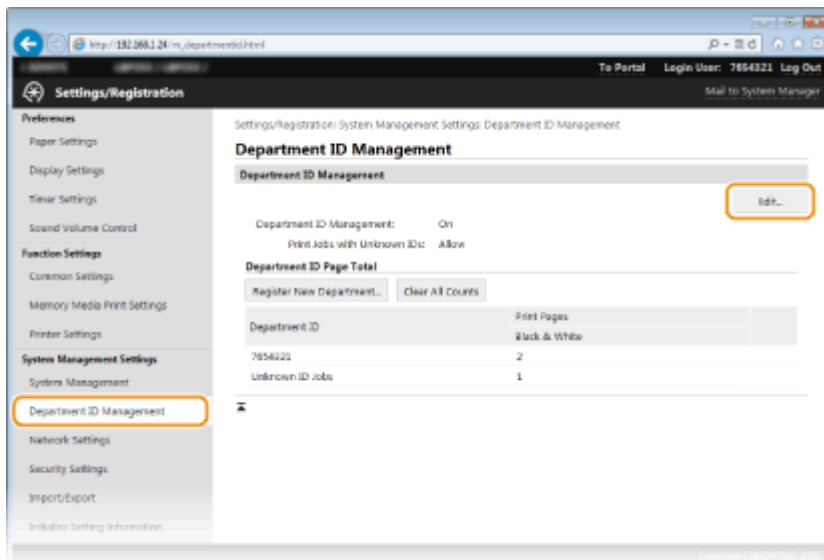 http://192.168.1.24/m_departmentid.html
To Portal Login User: 7654321 Log Out
Settings/Registration
Mail to System Manager
Preferences
Paper Settings
Display Settings
Timer Settings
Sound Volume Control
Function Settings
Common Settings
Memory Media Print Settings
Printer Settings
System Management Settings
System Management
Department ID Management
Network Settings
Security Settings
Import/Export
Initialize Setting Information
Settings/Registration: System Management Settings: Department ID Management
Department ID Management
Department ID Management
Edit...
Department ID Management: On
Print Jobs with Unknown IDs: Allow
Department ID Page Total
Register New Department... Clear All Counts
Department ID
Print Pages
Black & White
7654321 2
Unknown ID Jobs 1